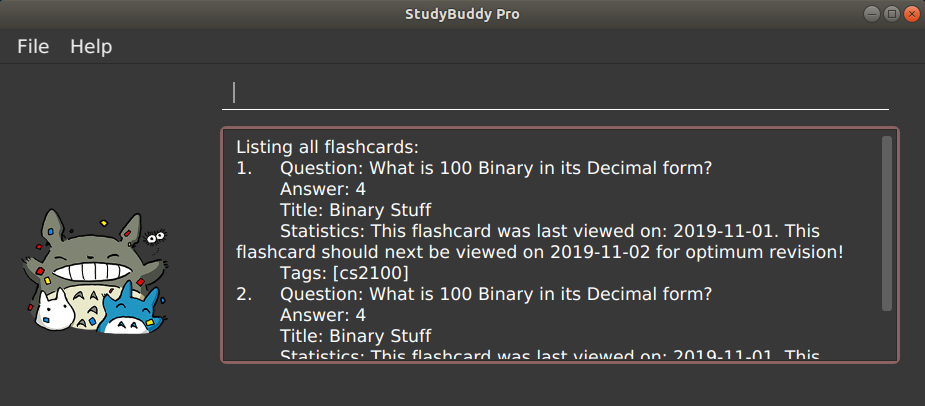 StudyBuddy Pro
File Help
Listing all flashcards:
1. Question: What is 100 Binary in its Decimal form?
Answer: 4
Title: Binary Stuff
Statistics: This flashcard was last viewed on: 2019-11-01. This
flashcard should next be viewed on 2019-11-02 for optimum revision!
Tags: [cs2100]
2. Question: What is 100 Binary in its Decimal form?
Answer: 4
Title: Binary Stuff
Statistics: This flashcard was last viewed on: 2019-11-01. This